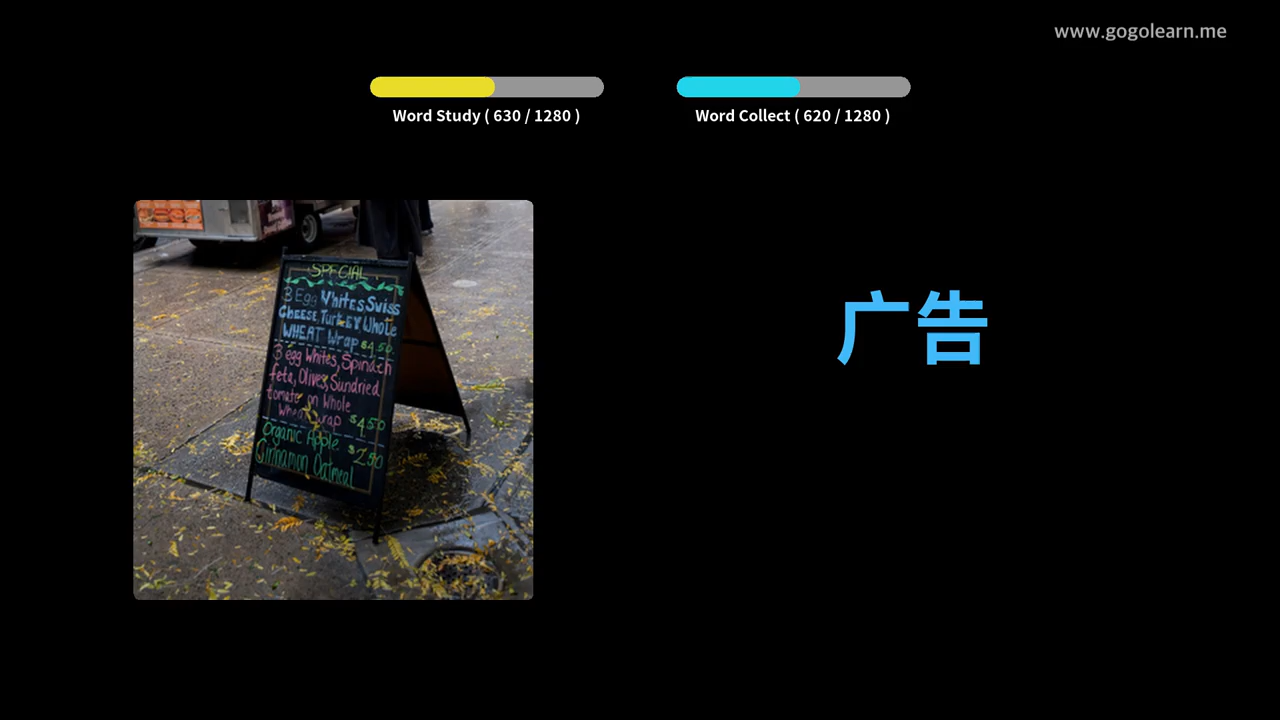 www.gogolearn.me
Word Study ( 630 / 1280 )
Word Collect ( 620 / 1280 )
SPECIAL
3 Egg Whites, Swiss
Cheese, Turkey Whole
WHEAT Wrap $4.50
3 egg Whites, Spinach
feta, Olives, Sundried
tomato on Whole
Wheat Wrap $4.50
Organic Apple
Cinnamon Oatmeal $2.50
广告